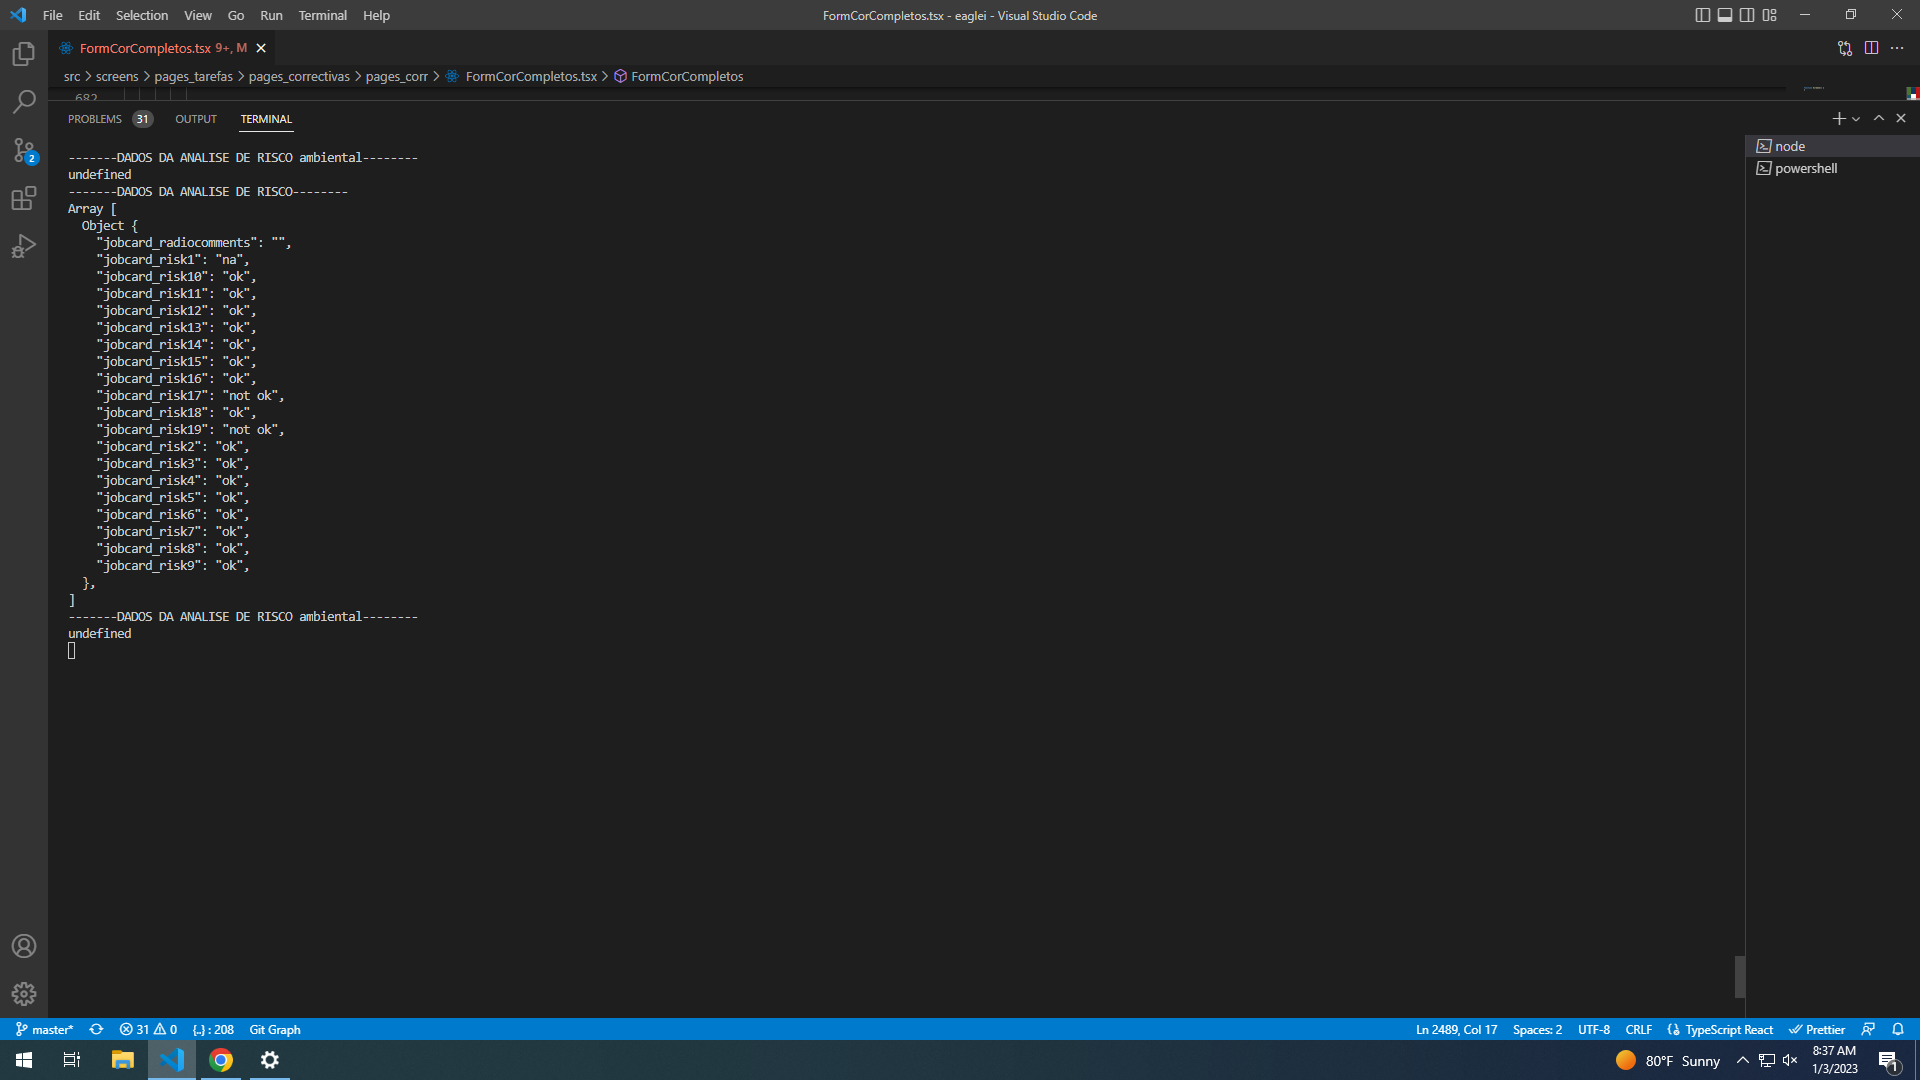 File Edit Selection View Go Run Terminal Help
FormCorCompletos.tsx - eaglei - Visual Studio Code
FormCorCompletos.tsx 9+, M
src > screens > pages_tarefas > pages_correctivas > pages_corr > FormCorCompletos.tsx > FormCorCompletos
682
PROBLEMS 31 OUTPUT TERMINAL
-------DADOS DA ANALISE DE RISCO ambiental--------
undefined
-------DADOS DA ANALISE DE RISCO--------
Array [
  Object {
    "jobcard_radiocomments": "",
    "jobcard_risk1": "na",
    "jobcard_risk10": "ok",
    "jobcard_risk11": "ok",
    "jobcard_risk12": "ok",
    "jobcard_risk13": "ok",
    "jobcard_risk14": "ok",
    "jobcard_risk15": "ok",
    "jobcard_risk16": "ok",
    "jobcard_risk17": "not ok",
    "jobcard_risk18": "ok",
    "jobcard_risk19": "not ok",
    "jobcard_risk2": "ok",
    "jobcard_risk3": "ok",
    "jobcard_risk4": "ok",
    "jobcard_risk5": "ok",
    "jobcard_risk6": "ok",
    "jobcard_risk7": "ok",
    "jobcard_risk8": "ok",
    "jobcard_risk9": "ok",
  },
]
-------DADOS DA ANALISE DE RISCO ambiental--------
undefined
node
powershell
2
master* 31 0 {..} : 208 Git Graph
Ln 2489, Col 17 Spaces: 2 UTF-8 CRLF TypeScript React Prettier
80°F Sunny
8:37 AM
1/3/2023
1